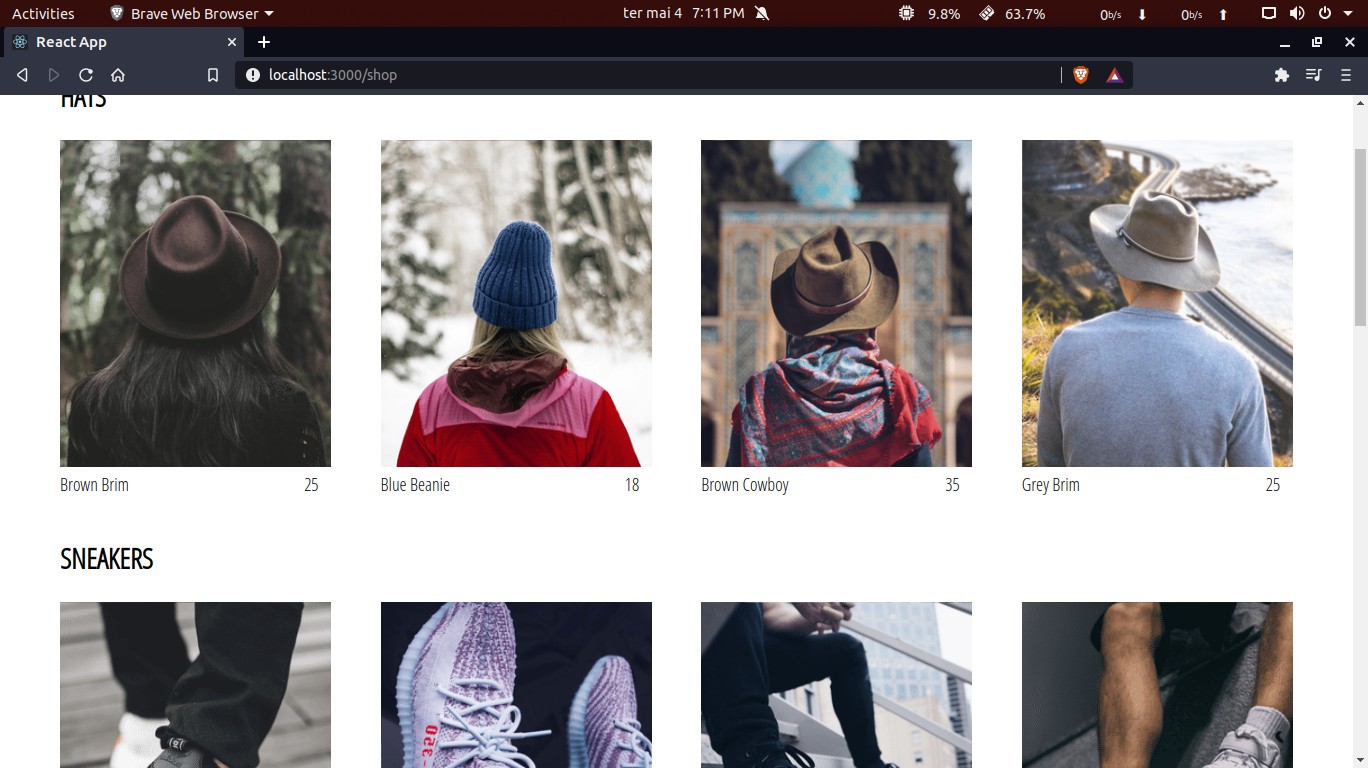 Activities Brave Web Browser ter mai 4 7:11 PM 9.8% 63.7% 0b/s 0b/s
React App
localhost:3000/shop
HATS
Brown Brim 25 Blue Beanie 18 Brown Cowboy 35 Grey Brim 25
SNEAKERS